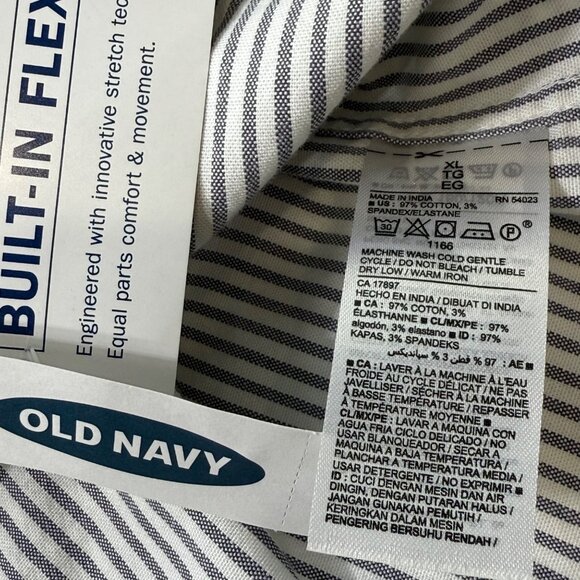 BUILT-IN FLEX
Engineered with innovative stretch tec
Equal parts comfort & movement.
OLD NAVY
XL
TG
EG
MADE IN INDIA RN 54023
■ US : 97% COTTON, 3%
SPANDEX/ELASTANE
30
P
1166
MACHINE WASH COLD GENTLE
CYCLE / DO NOT BLEACH / TUMBLE
DRY LOW / WARM IRON
CA 17897
HECHO EN INDIA / DIBUAT DI INDIA
■ CA : 97% COTON, 3%
ÉLASTHANNE ■ CL/MX/PE : 97%
algodón, 3% elastano ■ ID : 97%
KAPAS, 3% SPANDEKS
AE ■ : 97 % قطن 3 % سباندیکس
■ CA : LAVER À LA MACHINE À L'EAU
FROIDE AU CYCLE DÉLICAT / NE PAS
JAVELLISER / SÉCHER À LA MACHINE
À BASSE TEMPÉRATURE / REPASSER
À TEMPÉRATURE MOYENNE ■
CL/MX/PE : LAVAR A MAQUINA CON
AGUA FRIA CICLO DELICADO / NO
USAR BLANQUEADOR / SECAR A
MAQUINA A BAJA TEMPERATURA /
PLANCHAR A TEMPERATURA MEDIA /
USAR DETERGENTE / NO EXPRIMIR ■
ID : CUCI DENGAN MESIN DAN AIR
DINGIN, DENGAN PUTARAN HALUS /
JANGAN GUNAKAN PEMUTIH /
KERINGKAN DALAM MESIN
PENGERING BERSUHU RENDAH /